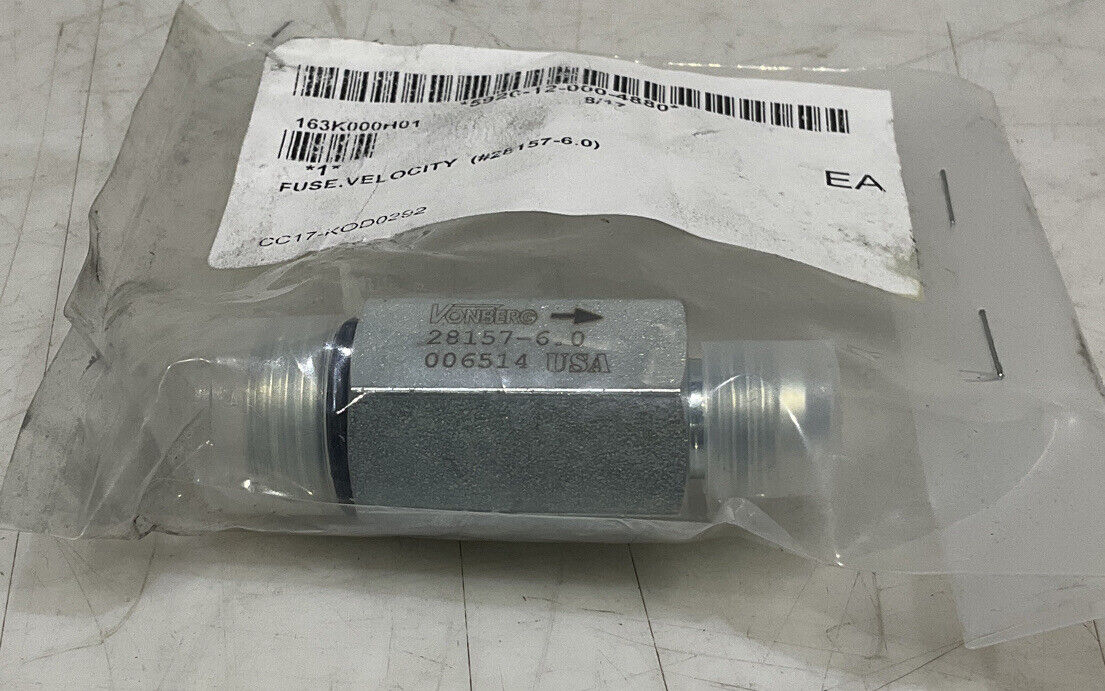 *5920-12-000-4880*
8/17
163K000H01
*1*
FUSE.VELOCITY (#28157-6.0)
EA
CC17-KOD0292
VONBERG
28157-6.0
006514 USA